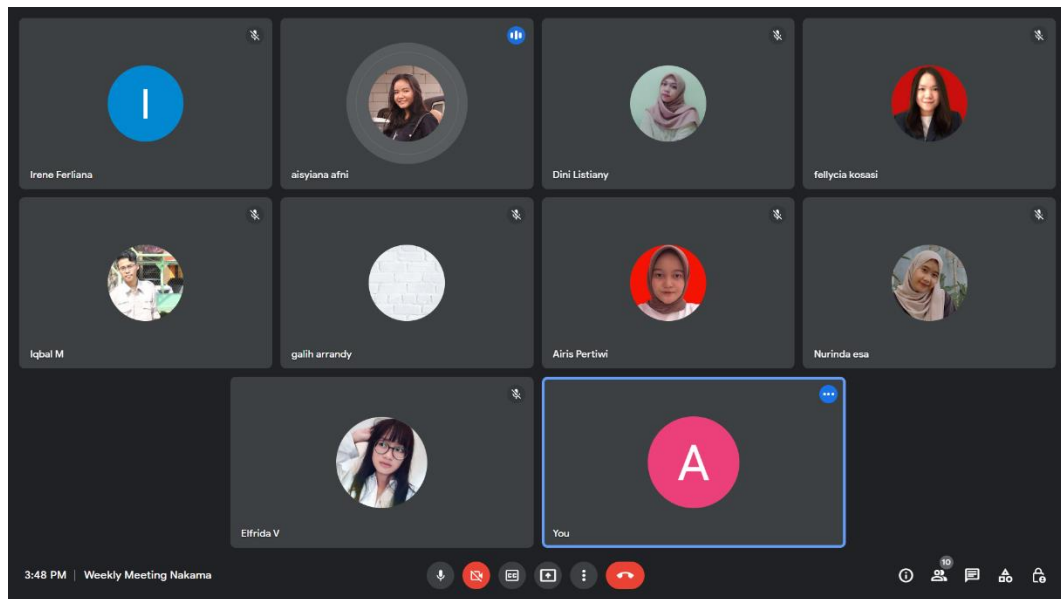 I
Irene Ferliana
aisyiana afni
Dini Listiany
fellycia kosasi
Iqbal M
galih arrandy
Airis Pertiwi
Nurinda esa
Elfrida V
A
You
3:48 PM | Weekly Meeting Nakama
CC
10